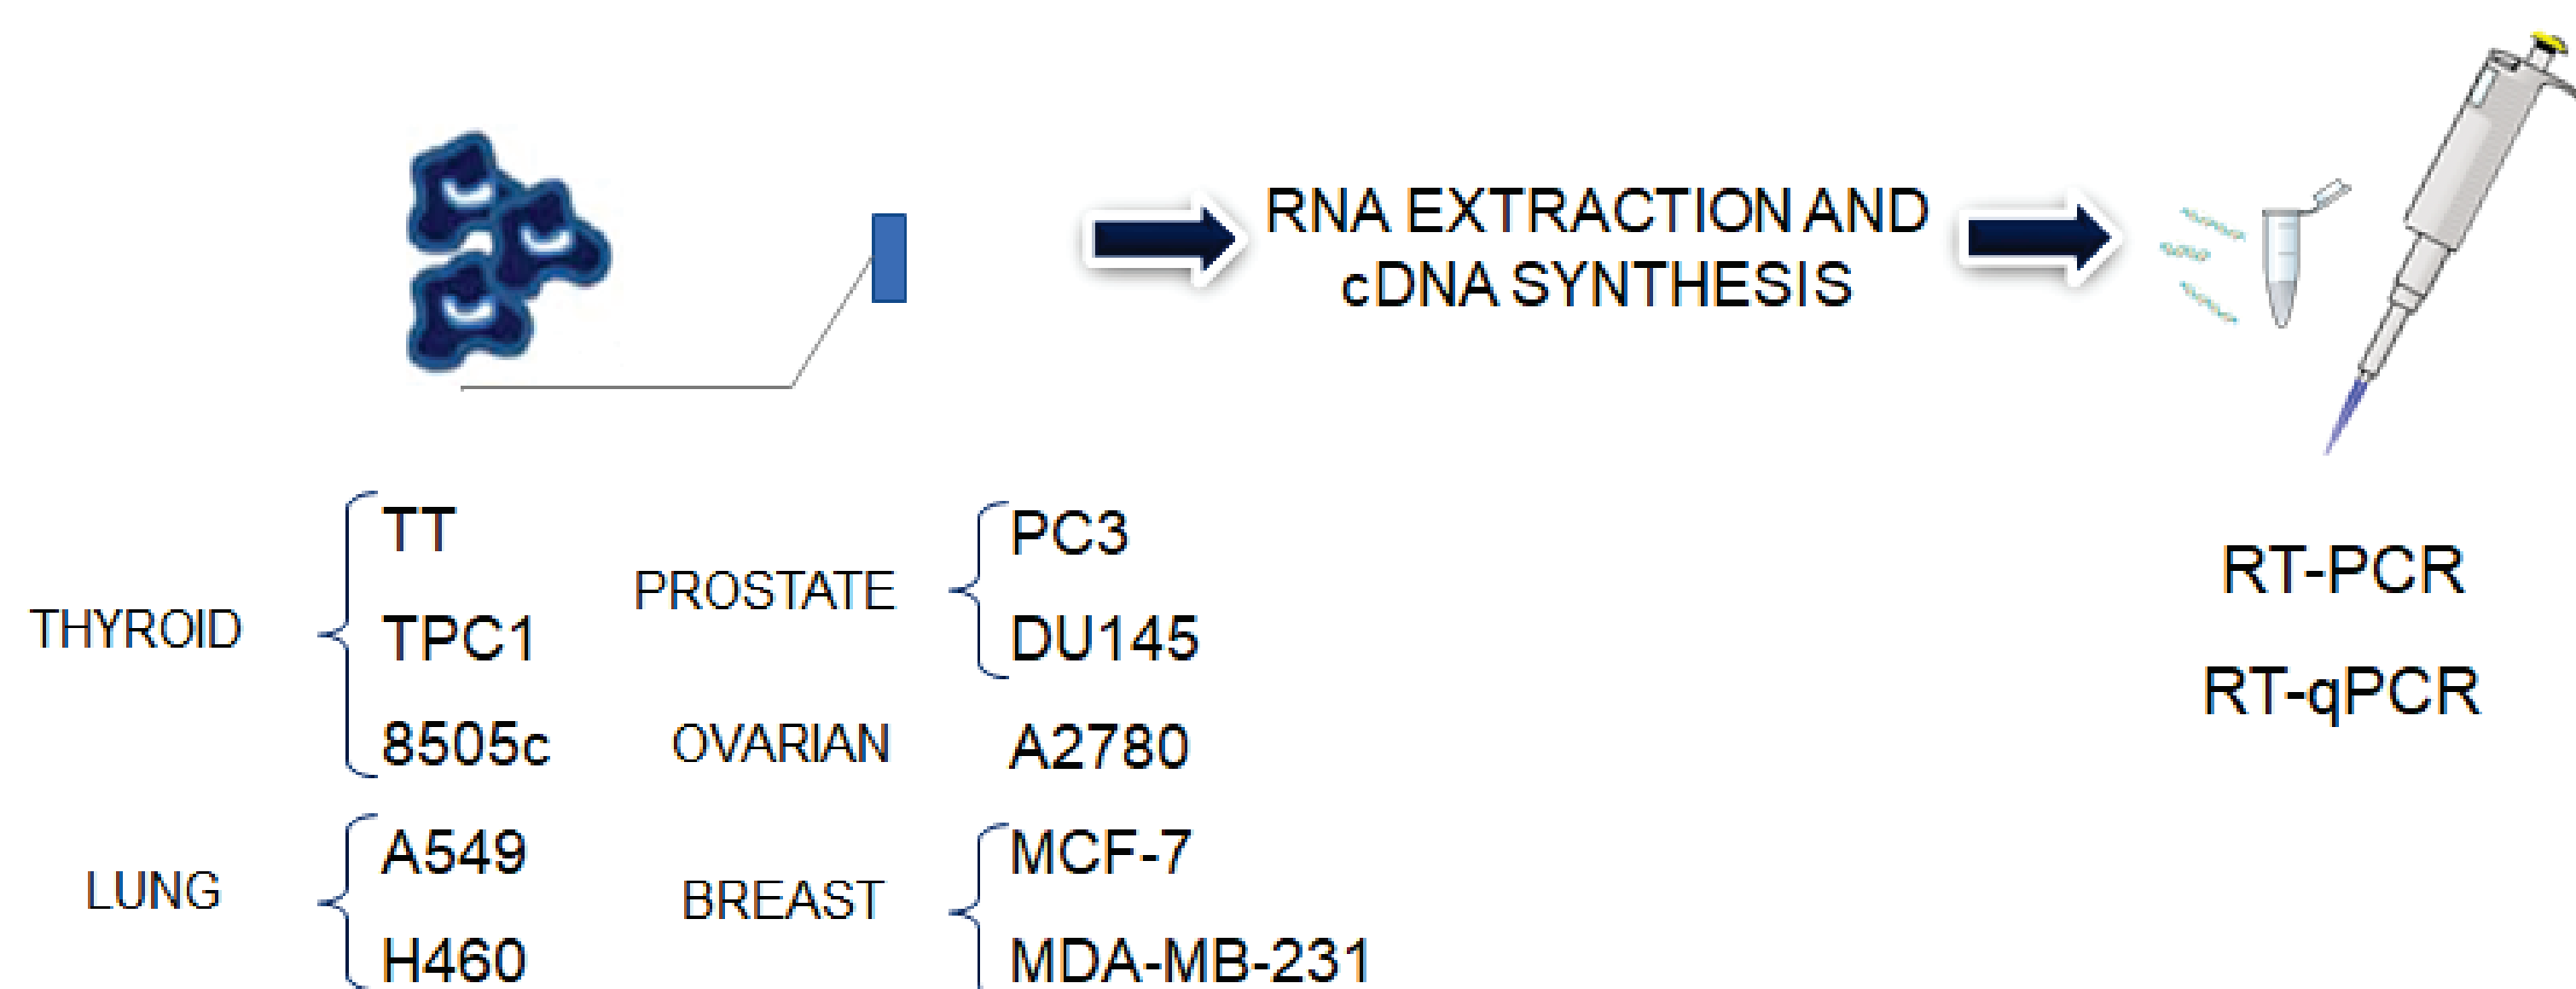 RNA EXTRACTION AND
cDNA SYNTHESIS
RT-PCR
RT-qPCR
THYROID
TT
TPC1
8505c
LUNG
A549
H460
PROSTATE
PC3
DU145
OVARIAN
A2780
BREAST
MCF-7
MDA-MB-231